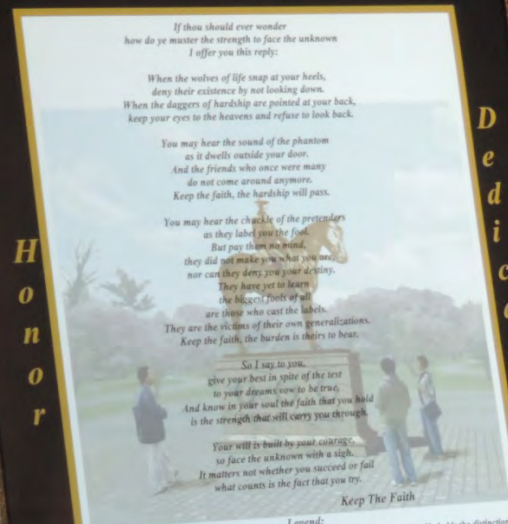 If thou should ever wonder
how do ye muster the strength to face the unknown
I offer you this reply:
When the wolves of life snap at your heels,
deny their existence by not looking down.
When the daggers of hardship are pointed at your back,
keep your eyes to the heavens and refuse to look back.
You may hear the sound of the phantom
as it dwells outside your door.
And the friends who once were many
do not come around anymore.
Keep the faith, the hardship will pass.
You may hear the chuckle of the pretenders
as they label you the fool.
But pay them no mind,
they did not make you what you are,
nor can they deny you your destiny.
They have yet to learn
the biggest fools of all
are those who cast the labels.
They are the victims of their own generalizations.
Keep the faith, the burden is theirs to bear.
So I say to you,
give your best in spite of the test
to your dreams vow to be true,
And know in your soul the faith that you hold
is the strength that will carry you through.
Your will is built by your courage,
so face the unknown with a sigh.
It matters not whether you succeed or fall
what counts is the fact that you try.
Keep The Faith
Legend:
the distinction
Honor
Dedica